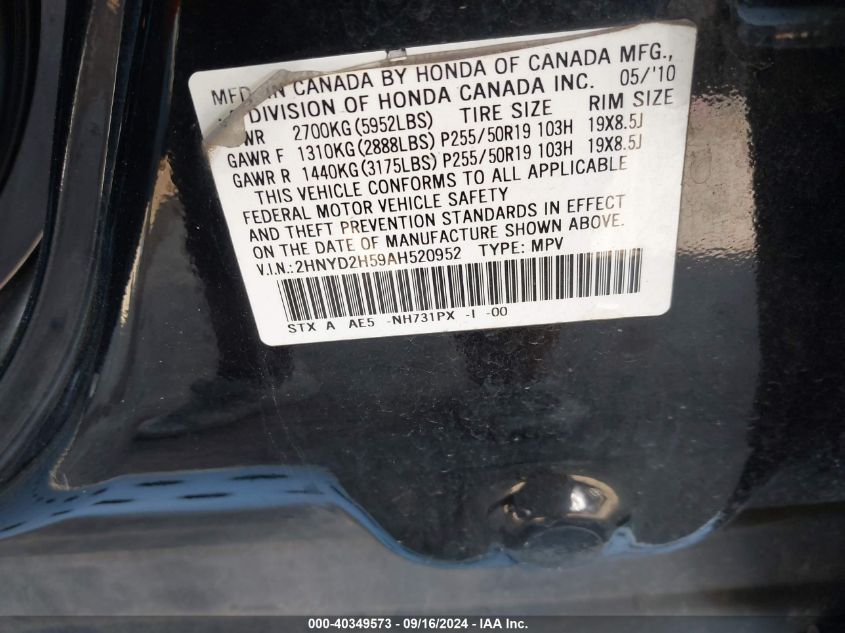 MFD. IN CANADA BY HONDA OF CANADA MFG.,
DIVISION OF HONDA CANADA INC. 05/'10
TIRE SIZE RIM SIZE
2700KG(5952LBS)
GAWR F 1310KG(2888LBS) P255/50R19 103H 19X8.5J
GAWR R 1440KG(3175LBS) P255/50R19 103H 19X8.5J
THIS VEHICLE CONFORMS TO ALL APPLICABLE
FEDERAL MOTOR VEHICLE SAFETY
AND THEFT PREVENTION STANDARDS IN EFFECT
ON THE DATE OF MANUFACTURE SHOWN ABOVE.
V.I.N.:2HNYD2H59AH520952 TYPE: MPV
STX A AE5 -NH731PX -I -00
000-40349573 - 09/16/2024 - IAA Inc.